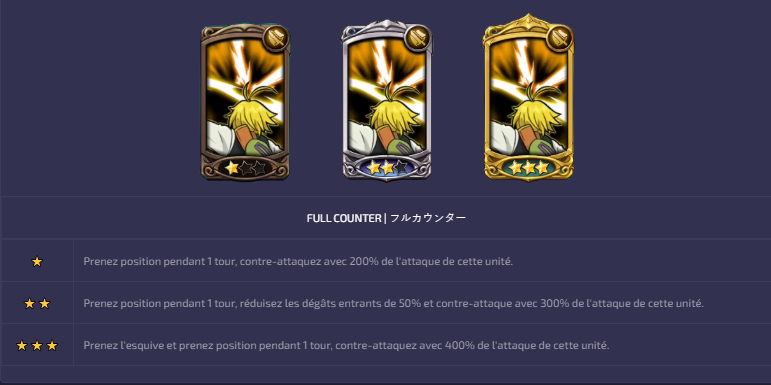 FULL COUNTER | フルカウンター
Prenez position pendant 1 tour, contre-attaquez avec 200% de l'attaque de cette unité.
Prenez position pendant 1 tour, réduisez les dégâts entrants de 50% et contre-attaque avec 300% de l'attaque de cette unité.
Prenez l'esquive et prenez position pendant 1 tour, contre-attaquez avec 400% de l'attaque de cette unité.